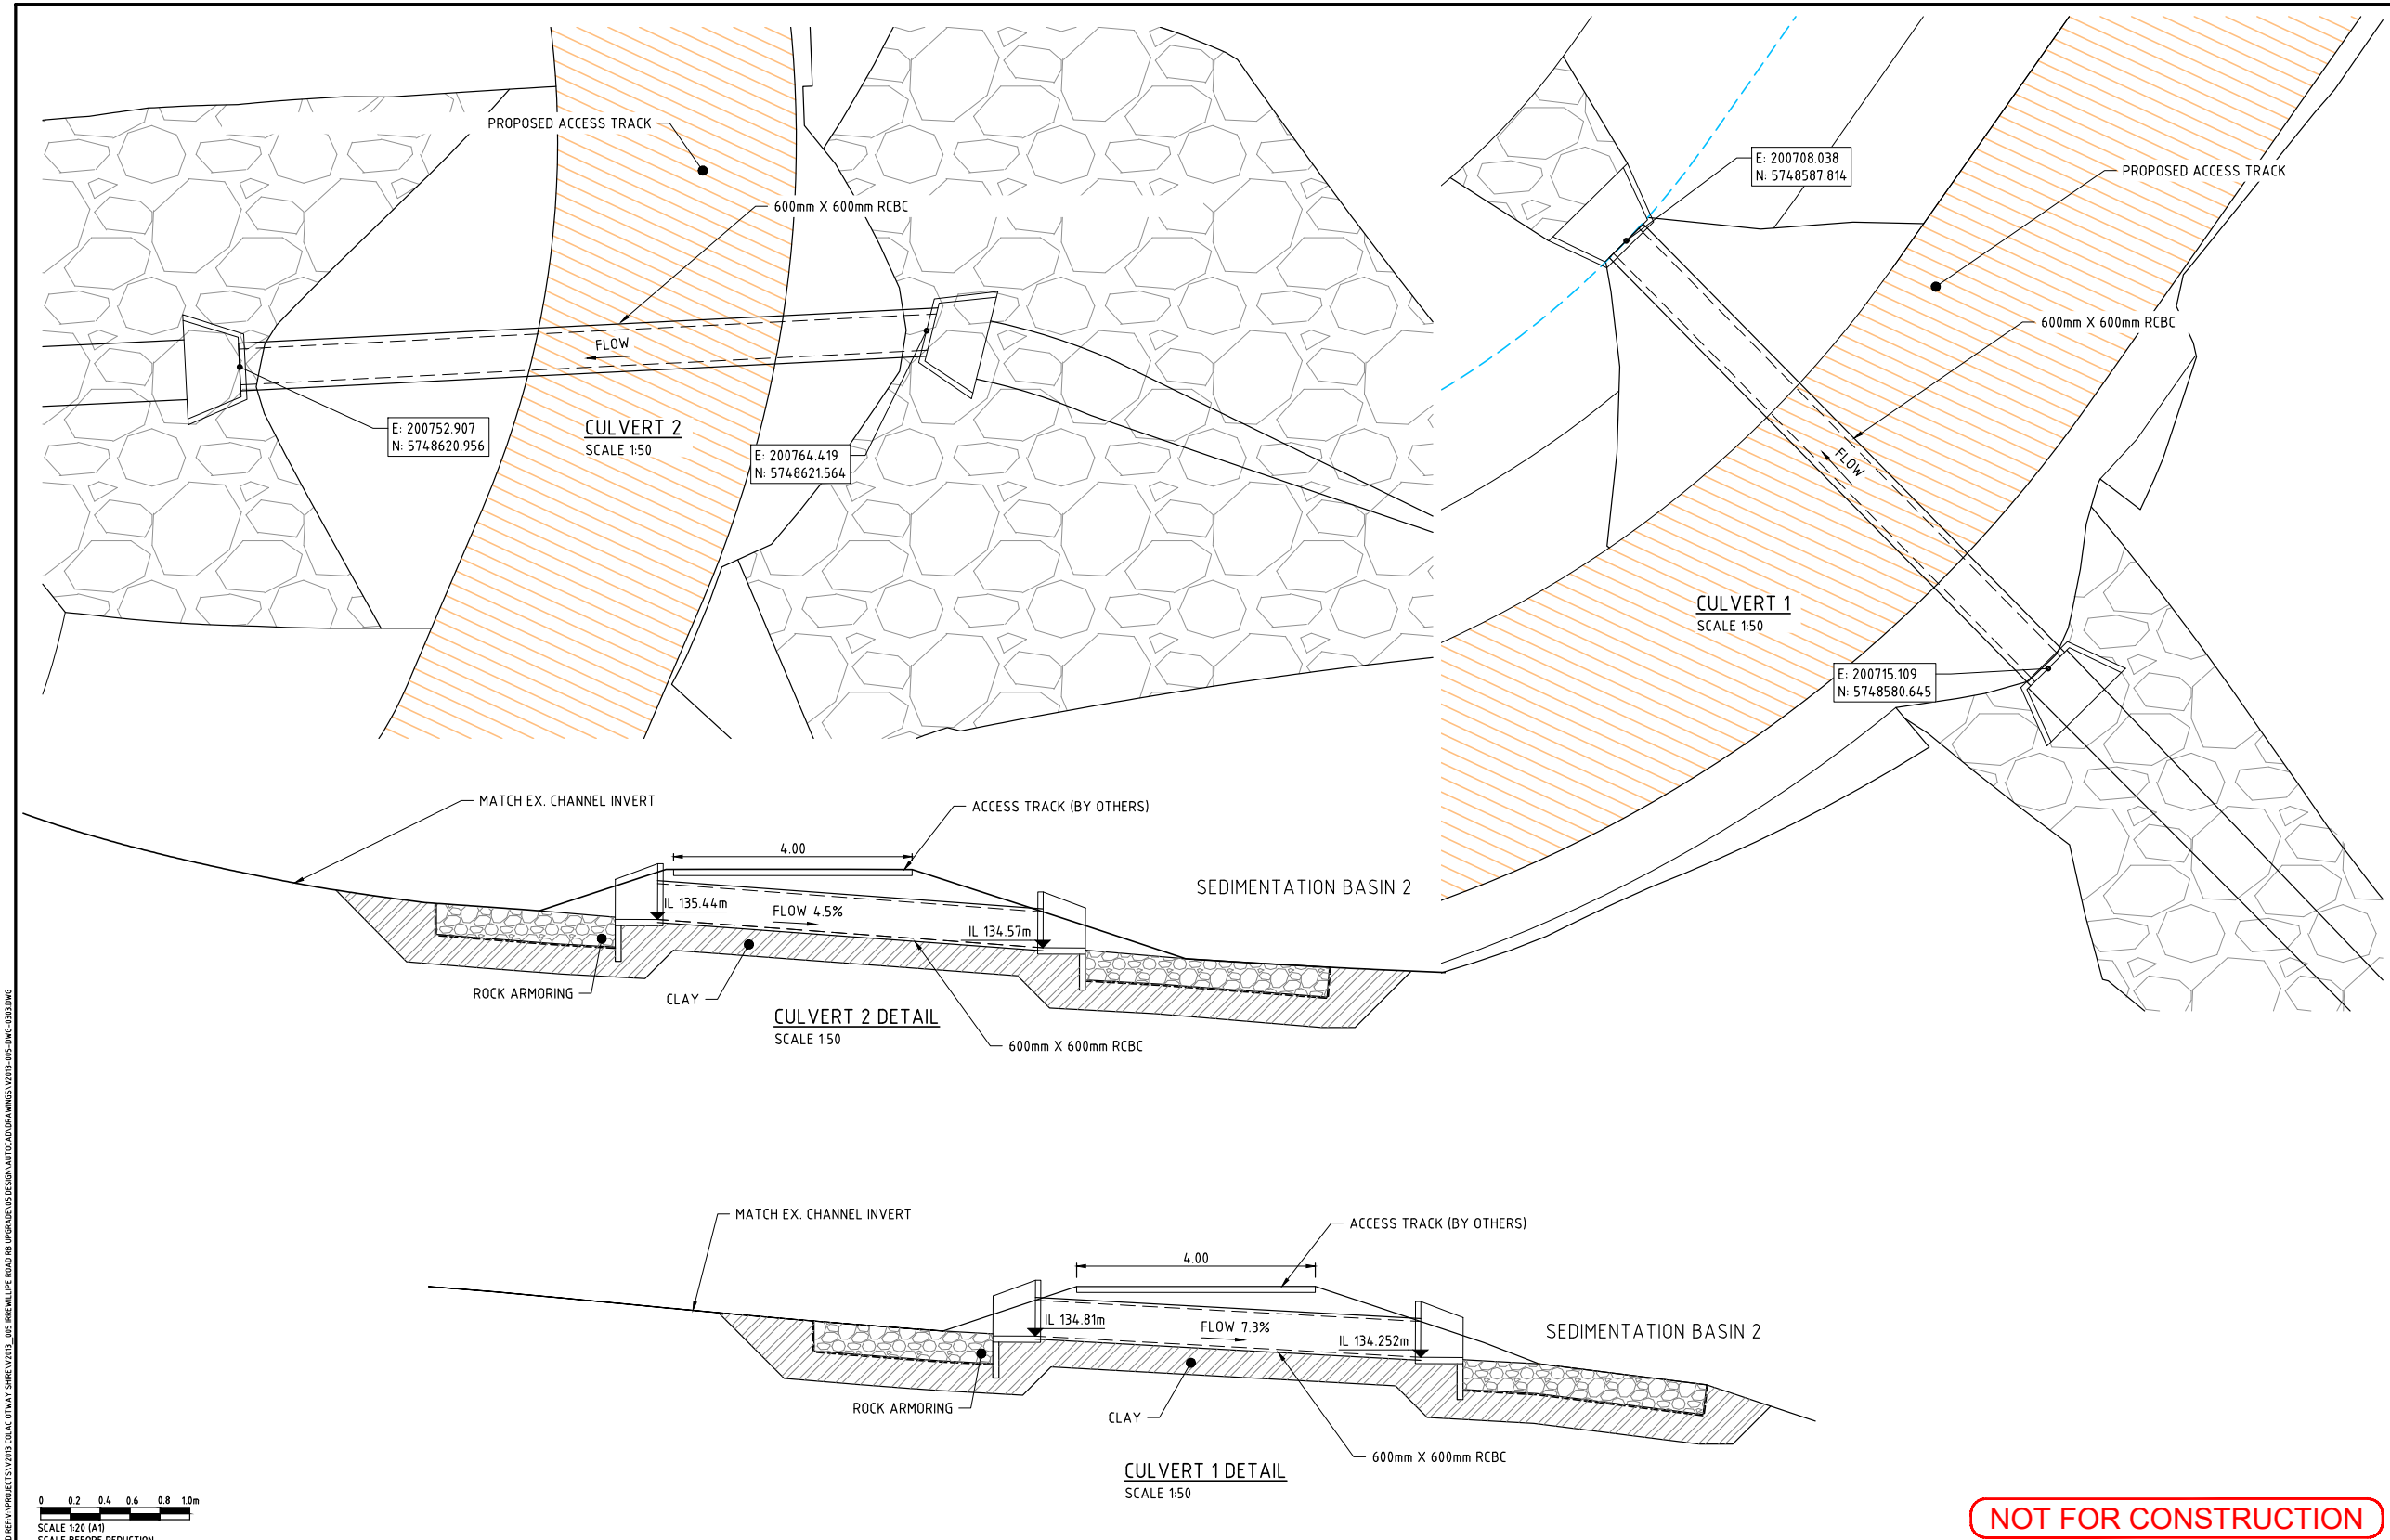 PROPOSED ACCESS TRACK
600mm X 600mm RCBC
FLOW
E: 200752.907
N: 5748620.956
CULVERT 2
SCALE 1:50
E: 200764.419
N: 5748621.564
E: 200708.038
N: 5748587.814
PROPOSED ACCESS TRACK
600mm X 600mm RCBC
FLOW
CULVERT 1
SCALE 1:50
E: 200715.109
N: 5748580.645
MATCH EX. CHANNEL INVERT
ACCESS TRACK (BY OTHERS)
4.00
SEDIMENTATION BASIN 2
IL 135.44m
FLOW 4.5%
IL 134.57m
ROCK ARMORING
CLAY
CULVERT 2 DETAIL
SCALE 1:50
600mm X 600mm RCBC
MATCH EX. CHANNEL INVERT
ACCESS TRACK (BY OTHERS)
4.00
IL 134.81m
FLOW 7.3%
IL 134.252m
SEDIMENTATION BASIN 2
ROCK ARMORING
CLAY
600mm X 600mm RCBC
CULVERT 1 DETAIL
SCALE 1:50
0 0.2 0.4 0.6 0.8 1.0m
SCALE 1:20 (A1)
SCALE BEFORE REDUCTION
NOT FOR CONSTRUCTION